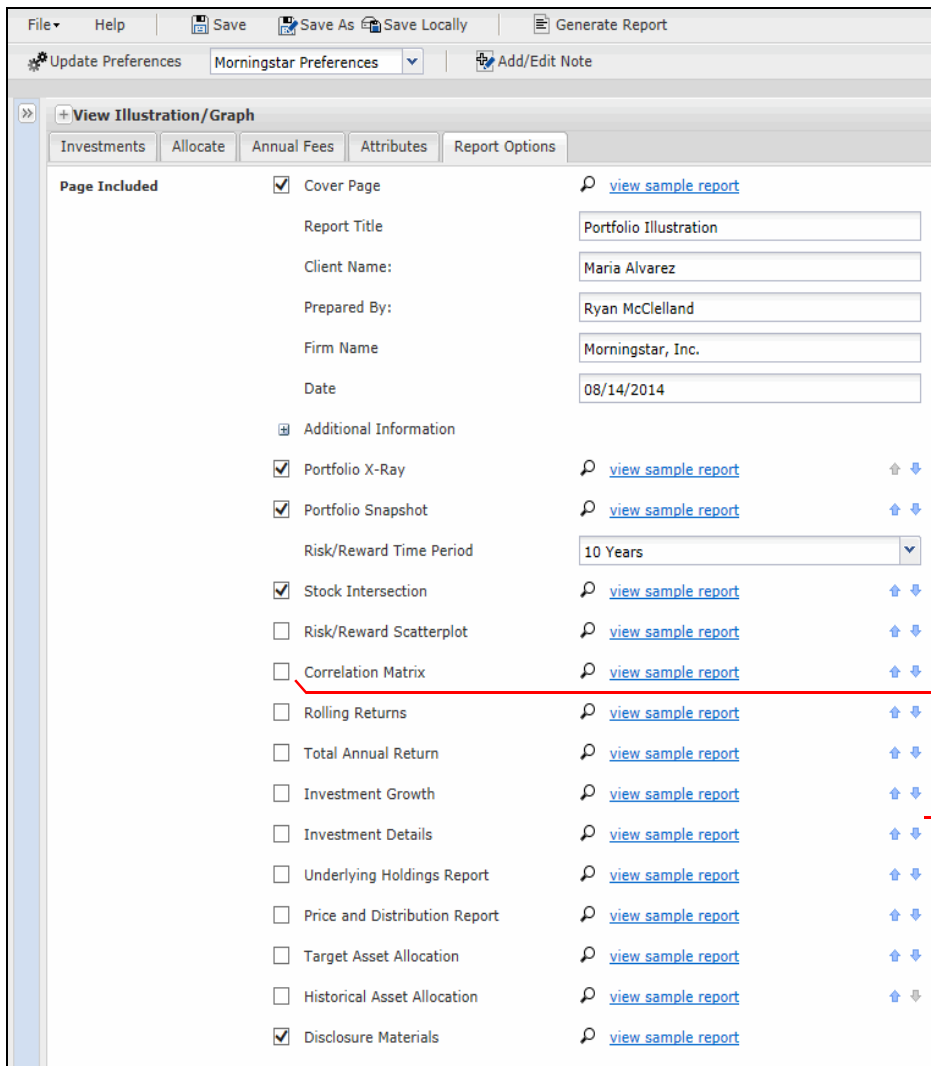 File Help Save Save As Save Locally Generate Report
Update Preferences Morningstar Preferences Add/Edit Note
View Illustration/Graph
Investments Allocate Annual Fees Attributes Report Options
Page Included Cover Page view sample report
Report Title Portfolio Illustration
Client Name: Maria Alvarez
Prepared By: Ryan McClelland
Firm Name Morningstar, Inc.
Date 08/14/2014
Additional Information
Portfolio X-Ray view sample report
Portfolio Snapshot view sample report
Risk/Reward Time Period 10 Years
Stock Intersection view sample report
Risk/Reward Scatterplot view sample report
Correlation Matrix view sample report
Rolling Returns view sample report
Total Annual Return view sample report
Investment Growth view sample report
Investment Details view sample report
Underlying Holdings Report view sample report
Price and Distribution Report view sample report
Target Asset Allocation view sample report
Historical Asset Allocation view sample report
Disclosure Materials view sample report